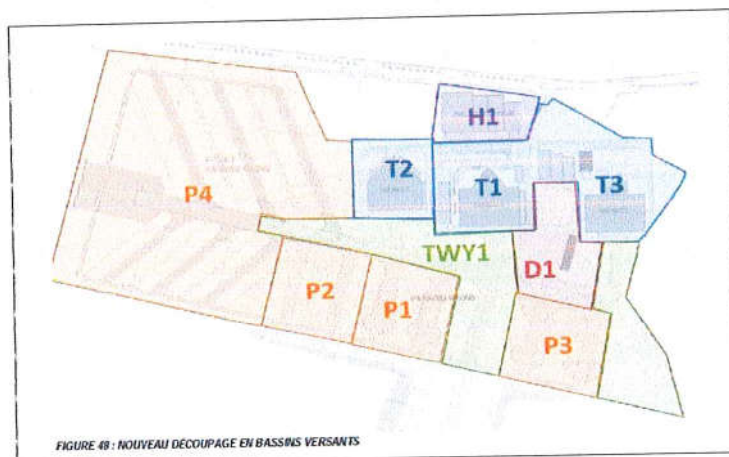 H1
T2
T1
T3
P4
TWY1
D1
P2
P1
P3
FIGURE 48 : NOUVEAU DÉCOUPAGE EN BASSINS VERSANTS